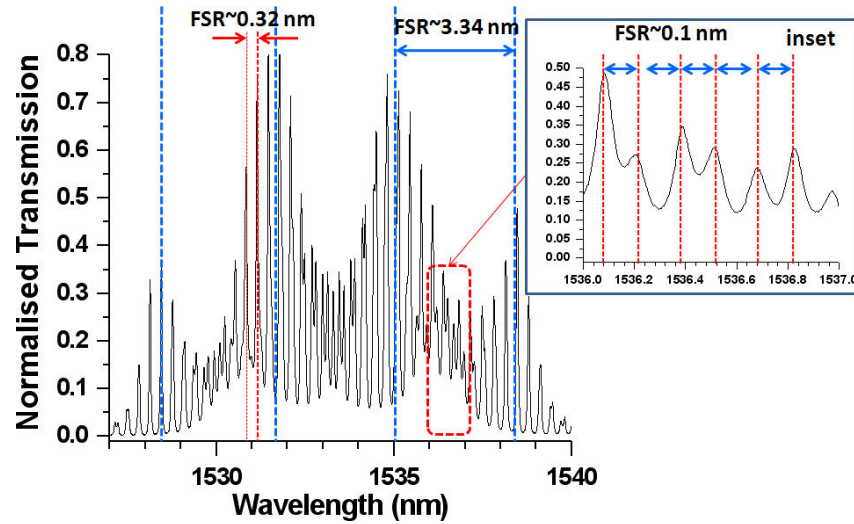 FSR~0.32 nm
FSR~3.34 nm
FSR~0.1 nm
inset
0.50
0.45
0.40
0.35
0.30
0.25
0.20
0.15
0.10
0.05
0.00
1536.0 1536.2 1536.4 1536.6 1536.8 1537.0
0.8
0.7
0.6
0.5
0.4
0.3
0.2
0.1
0.0
Normalised Transmission
1530 1535 1540
Wavelength (nm)